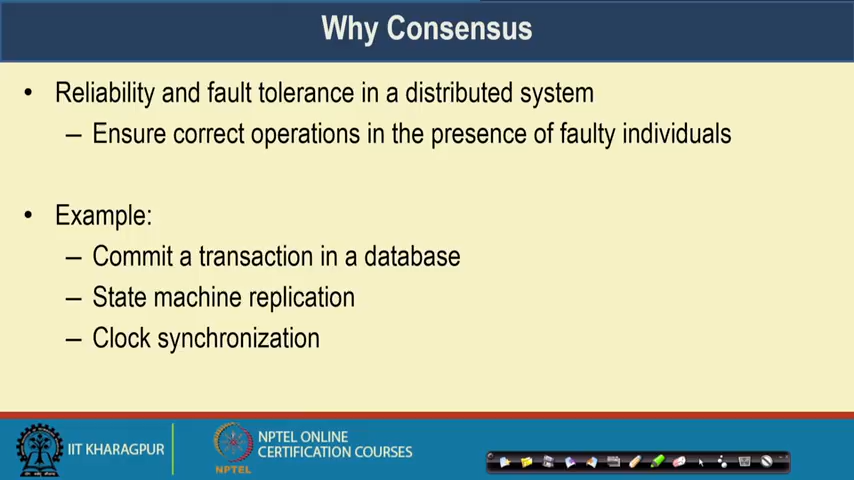 Why Consensus
• Reliability and fault tolerance in a distributed system
– Ensure correct operations in the presence of faulty individuals
• Example:
– Commit a transaction in a database
– State machine replication
– Clock synchronization
IIT KHARAGPUR
NPTEL
NPTEL ONLINE
CERTIFICATION COURSES